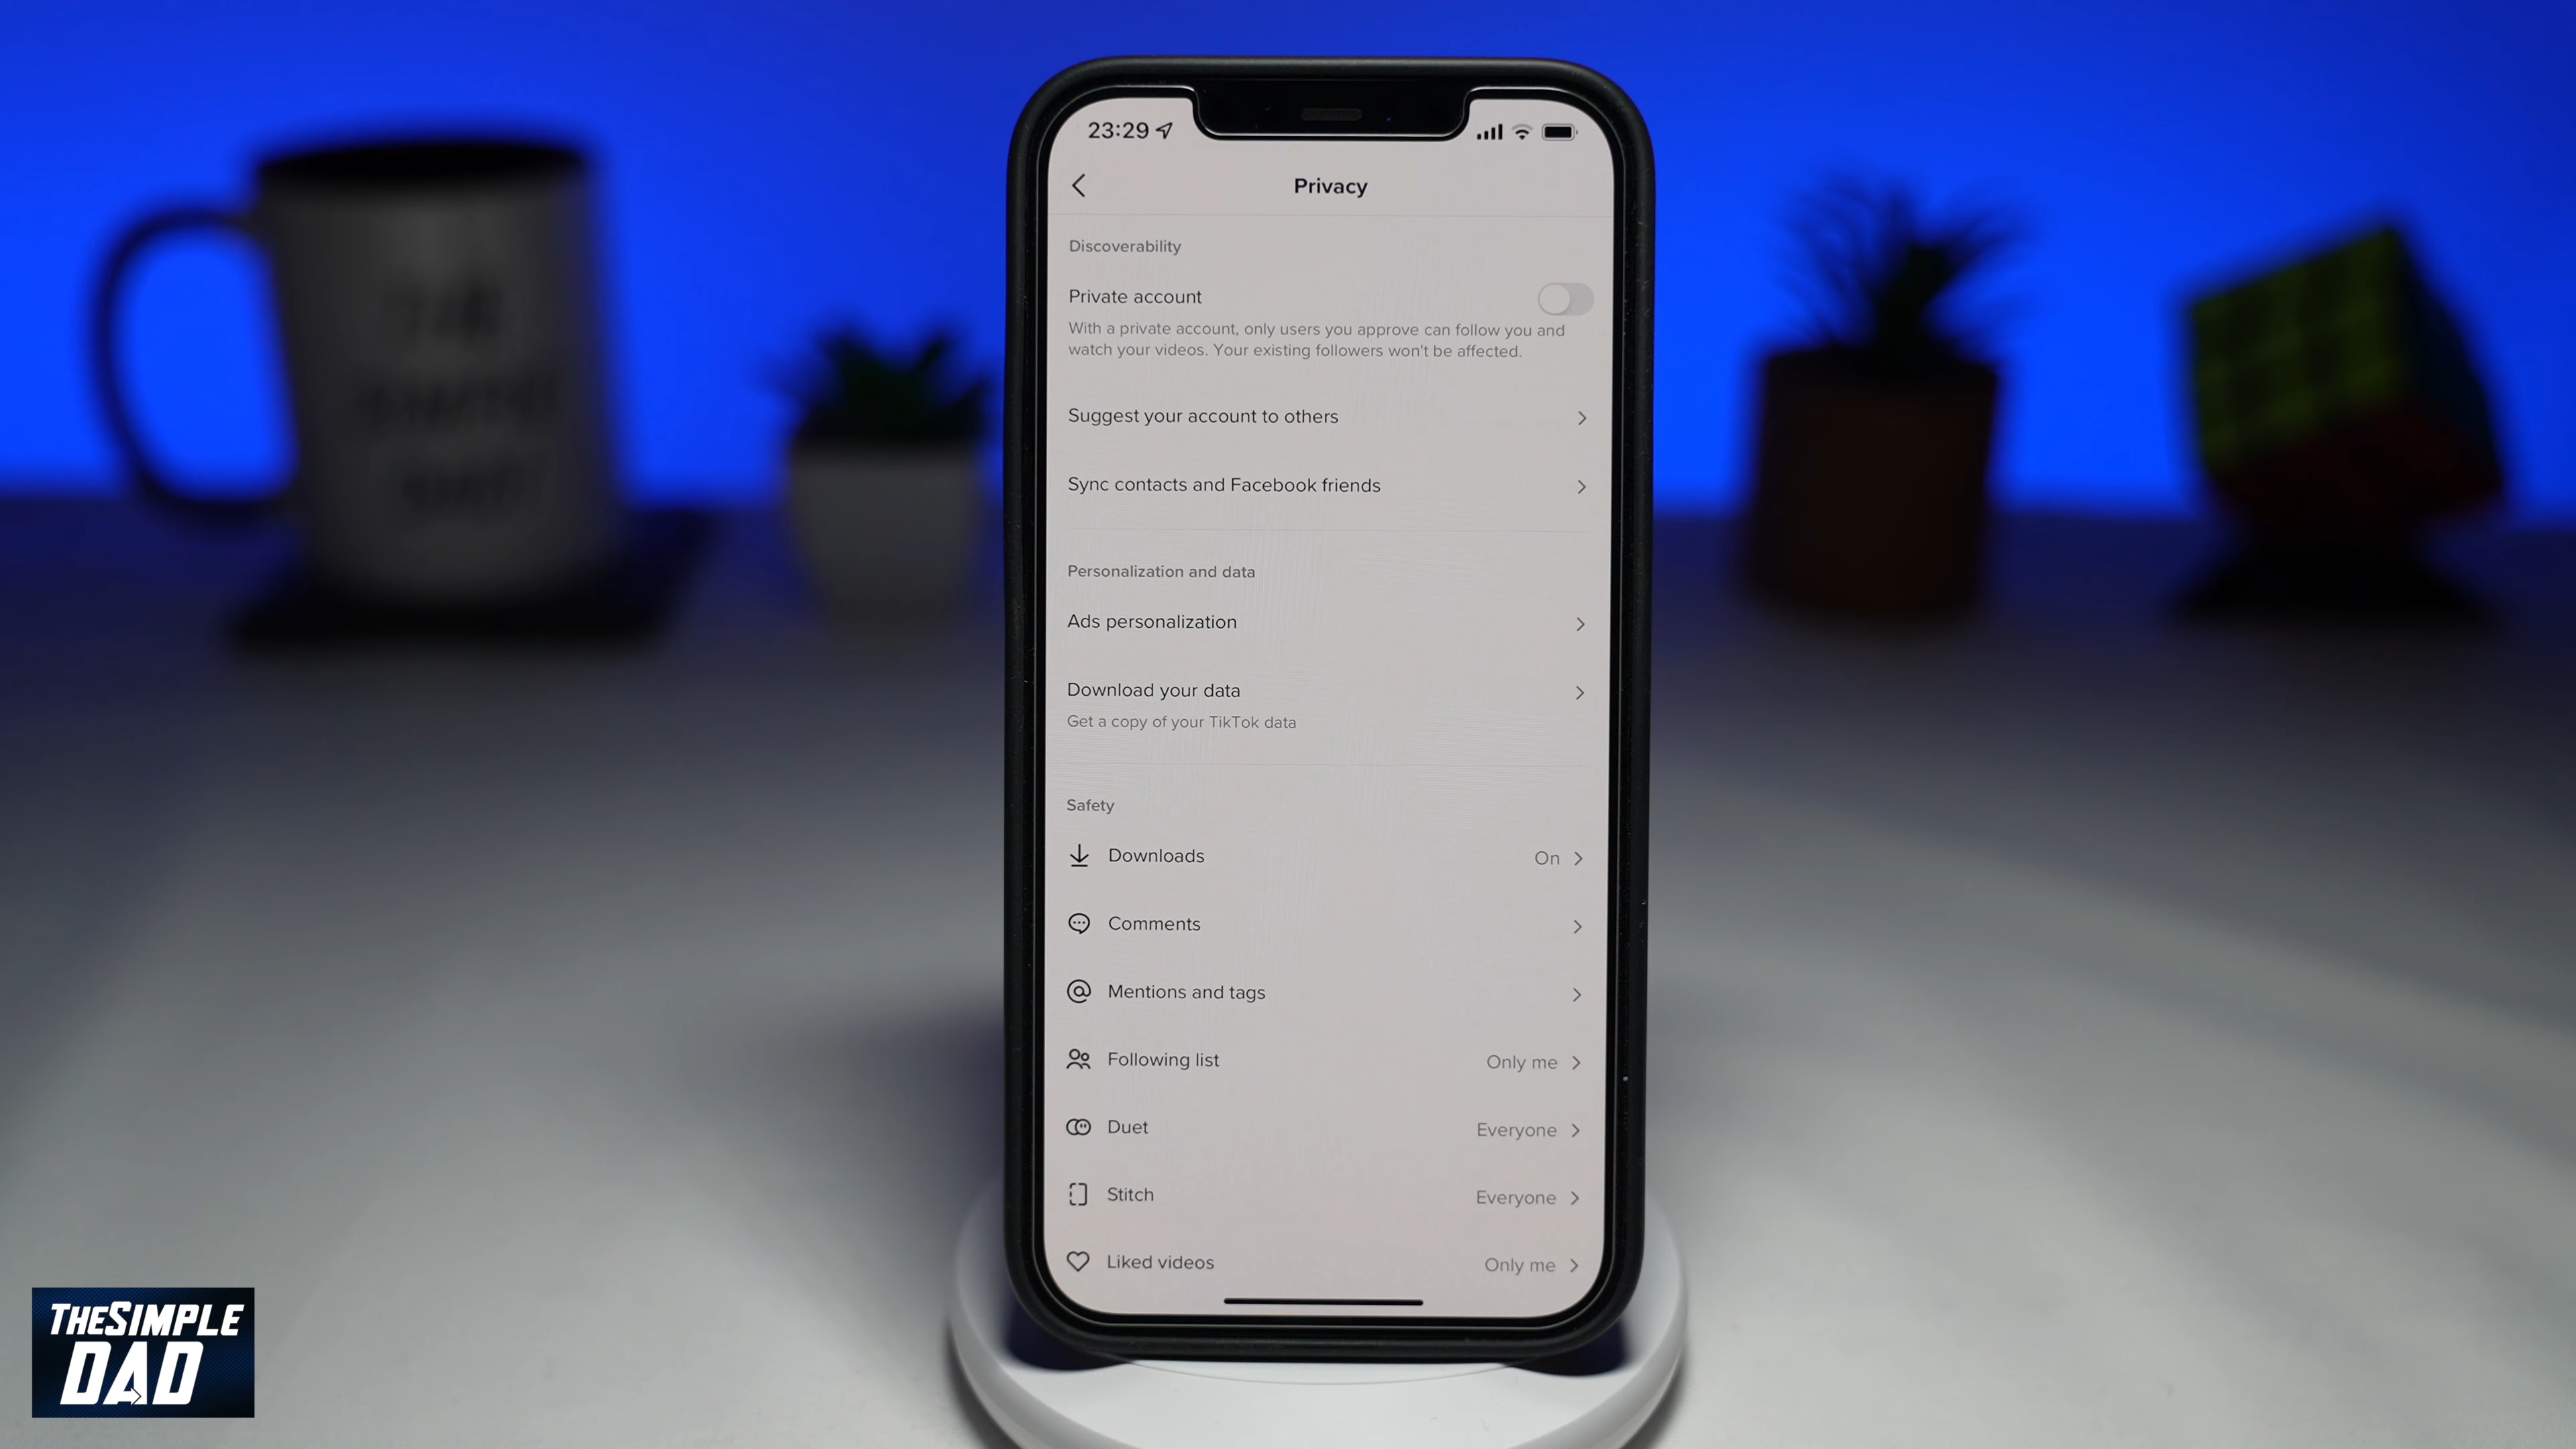 23:29
Privacy
Discoverability
Private account
With a private account, only users you approve can follow you and
watch your videos. Your existing followers won't be affected.
Suggest your account to others
Sync contacts and Facebook friends
Personalization and data
Ads personalization
Download your data
Get a copy of your TikTok data
Safety
Downloads On
Comments
Mentions and tags
Following list Only me
Duet Everyone
Stitch Everyone
Liked videos Only me
THESIMPLE
DAD